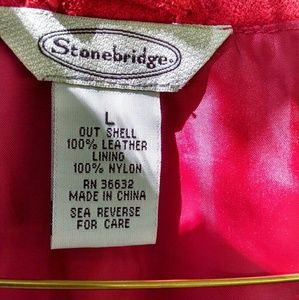 Stonebridge.
L
OUT SHELL
100% LEATHER
LINING
100% NYLON
RN 36632
MADE IN CHINA
SEA REVERSE
FOR CARE